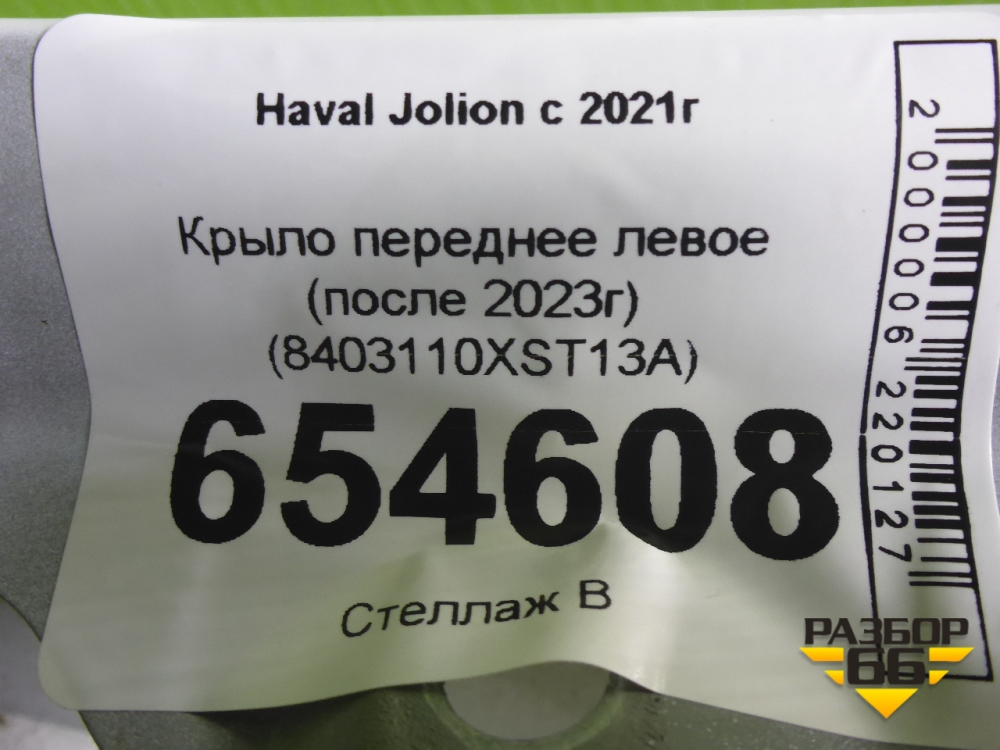 Haval Jolion с 2021г
Крыло переднее левое
(после 2023г)
(8403110XST13A)
654608
Стеллаж В
2000006220127
РАЗБОР
66